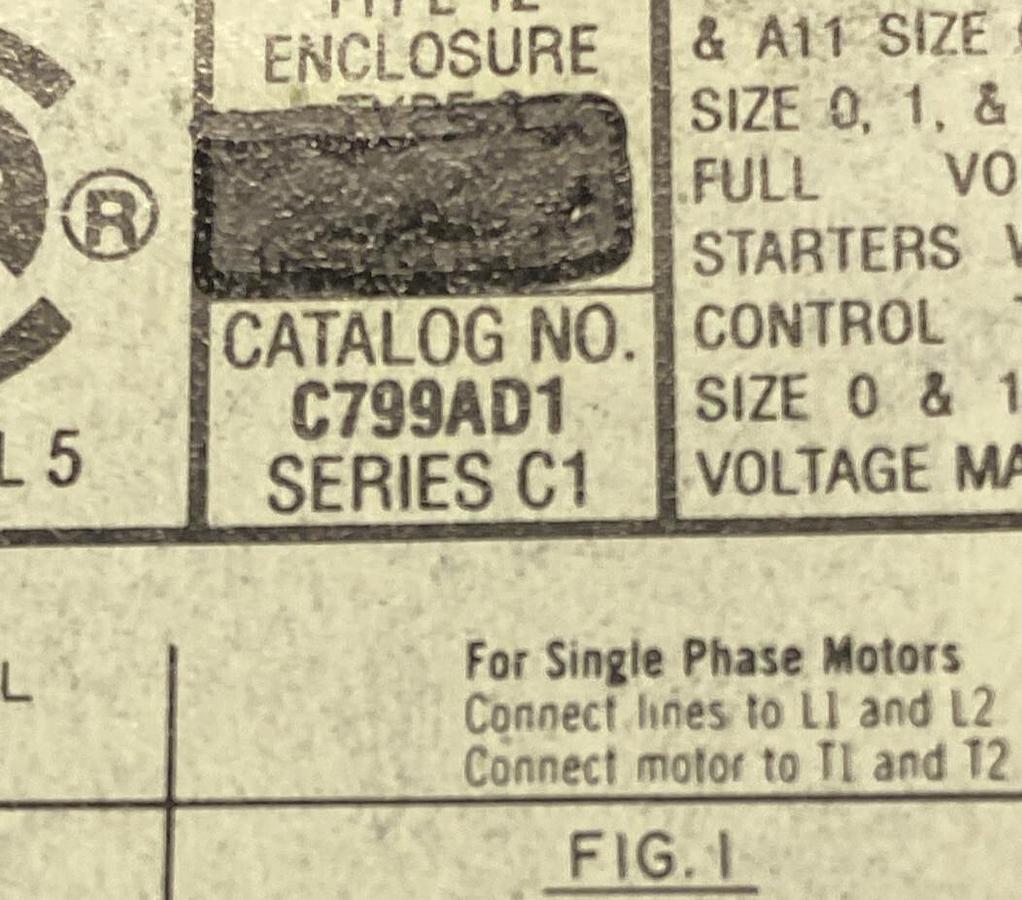 ENCLOSURE
CATALOG NO.
C799AD1
SERIES C1
®
L 5
& A11 SIZE
SIZE 0, 1, &
FULL VO
STARTERS
CONTROL
SIZE 0 & 1
VOLTAGE MA
L
For Single Phase Motors
Connect lines to L1 and L2
Connect motor to T1 and T2
FIG. 1